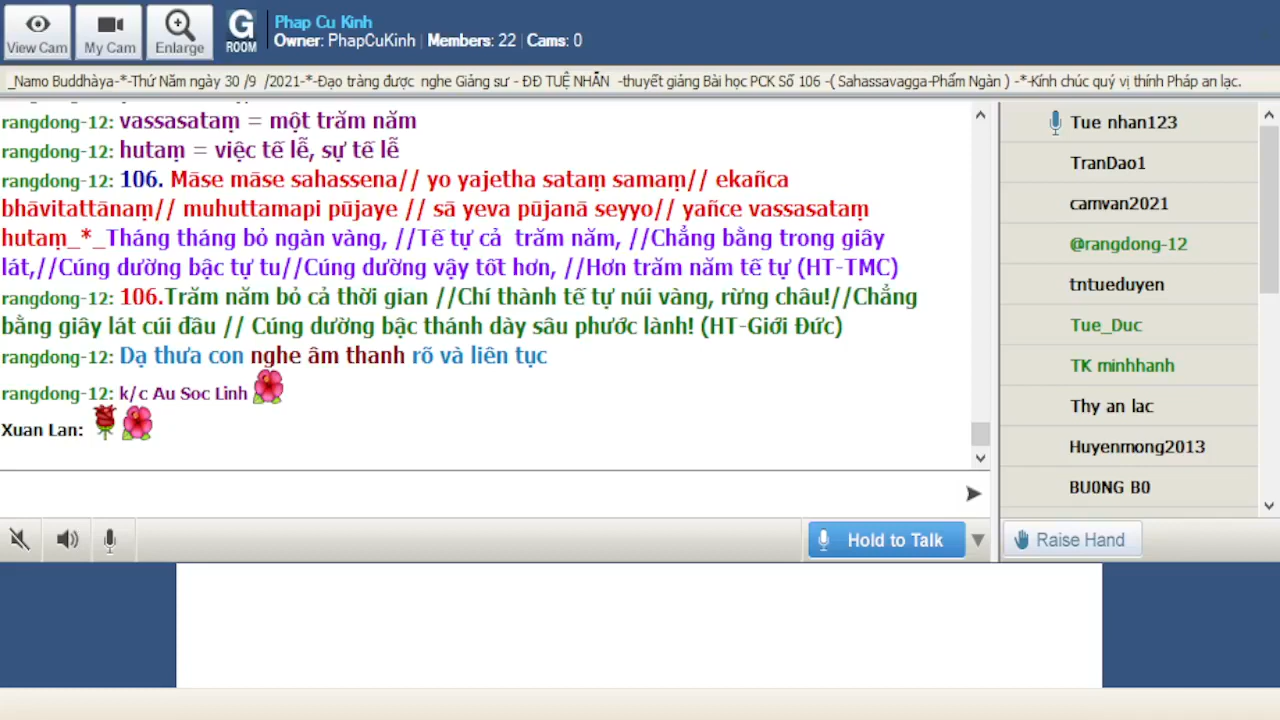 View Cam
My Cam
Enlarge
G
ROOM
Phap Cu Kinh
Owner: PhapCuKinh | Members: 22 | Cams: 0
_Namo Buddhàya-*-Thứ Năm ngày 30 /9 /2021-*-Đạo tràng được nghe Giảng sư - ĐĐ TUỆ NHẪN -thuyết giảng Bài học PCK Số 106 -( Sahassavagga-Phẩm Ngàn ) -*-Kính chúc quý vị thính Pháp an lạc.
rangdong-12: vassasataṃ = một trăm năm
rangdong-12: hutaṃ = việc tế lễ, sự tế lễ
rangdong-12: 106. Māse māse sahassena// yo yajetha sataṃ samaṃ// ekañca
bhāvitattānaṃ// muhuttamapi pūjaye // sā yeva pūjanā seyyo// yañce vassasataṃ
hutaṃ_*_Tháng tháng bỏ ngàn vàng, //Tế tự cả trăm năm, //Chẳng bằng trong giây
lát,//Cúng dường bậc tự tu//Cúng dường vậy tốt hơn, //Hơn trăm năm tế tự (HT-TMC)
rangdong-12: 106.Trăm năm bỏ cả thời gian //Chí thành tế tự núi vàng, rừng châu!//Chẳng
bằng giây lát cúi đầu // Cúng dường bậc thánh dày sâu phước lành! (HT-Giới Đức)
rangdong-12: Dạ thưa con nghe âm thanh rõ và liên tục
rangdong-12: k/c Au Soc Linh
Xuan Lan:
Tue nhan123
TranDao1
camvan2021
@rangdong-12
tntueduyen
Tue_Duc
TK minhhanh
Thy an lac
Huyenmong2013
BU0NG B0
Hold to Talk
Raise Hand